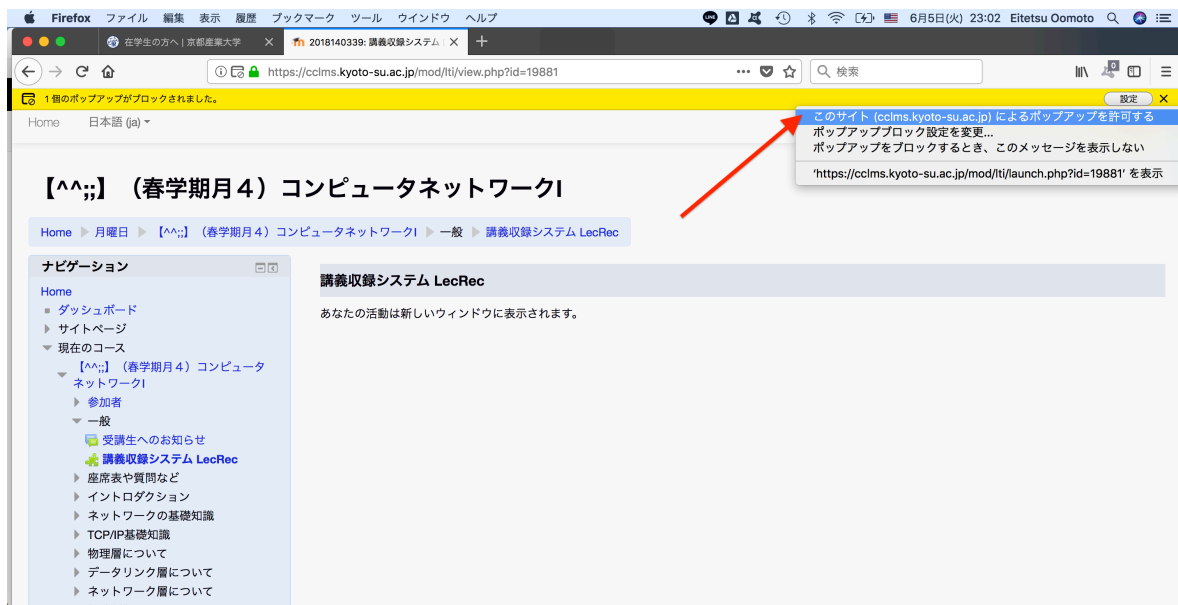 Firefox ファイル 編集 表示 履歴 ブックマーク ツール ウインドウ ヘルプ 6月5日(火) 23:02 Eitetsu Oomoto
在学生の方へ | 京都産業大学 × 2018140339: 講義収録システム L × +
https://cclms.kyoto-su.ac.jp/mod/lti/view.php?id=19881 検索
1 個のポップアップがブロックされました。 設定 ×
Home 日本語 (ja)
このサイト (cclms.kyoto-su.ac.jp) によるポップアップを許可する
ポップアップブロック設定を変更...
ポップアップをブロックするとき、このメッセージを表示しない
'https://cclms.kyoto-su.ac.jp/mod/lti/launch.php?id=19881' を表示
【^^;;】（春学期月４）コンピュータネットワークI
Home 月曜日 【^^;;】（春学期月４）コンピュータネットワークI 一般 講義収録システム LecRec
ナビゲーション
Home
ダッシュボード
サイトページ
現在のコース
【^^;;】（春学期月４）コンピュータ
ネットワークI
参加者
一般
受講生へのお知らせ
講義収録システム LecRec
座席表や質問など
イントロダクション
ネットワークの基礎知識
TCP/IP基礎知識
物理層について
データリンク層について
ネットワーク層について
講義収録システム LecRec
あなたの活動は新しいウィンドウに表示されます。